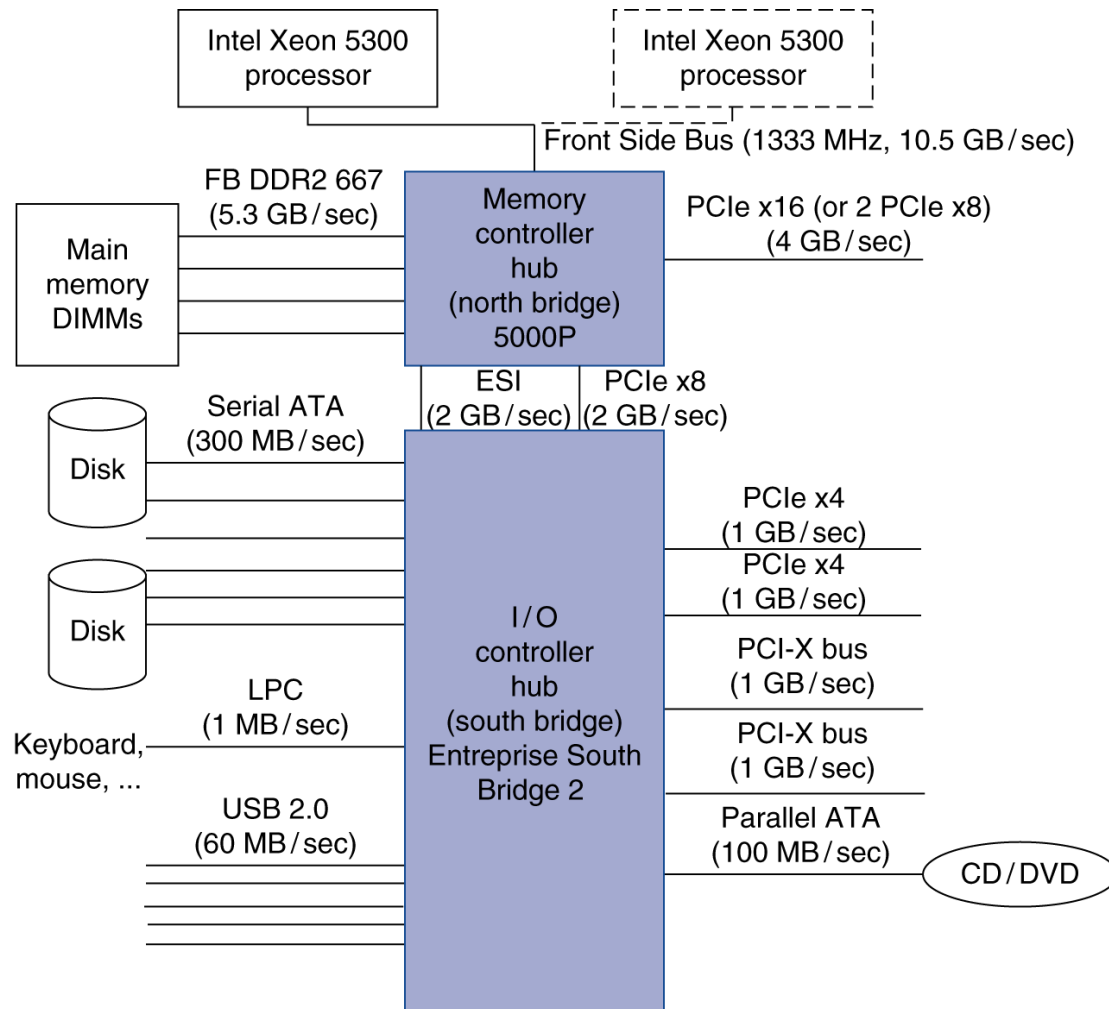 Intel Xeon 5300
processor
Intel Xeon 5300
processor
Front Side Bus (1333 MHz, 10.5 GB/sec)
FB DDR2 667
(5.3 GB/sec)
Main
memory
DIMMs
Memory
controller
hub
(north bridge)
5000P
PCIe x16 (or 2 PCIe x8)
(4 GB/sec)
ESI
(2 GB/sec)
PCIe x8
(2 GB/sec)
Serial ATA
(300 MB/sec)
Disk
Disk
LPC
(1 MB/sec)
Keyboard,
mouse, ...
USB 2.0
(60 MB/sec)
I/O
controller
hub
(south bridge)
Entreprise South
Bridge 2
PCIe x4
(1 GB/sec)
PCIe x4
(1 GB/sec)
PCI-X bus
(1 GB/sec)
PCI-X bus
(1 GB/sec)
Parallel ATA
(100 MB/sec)
CD/DVD